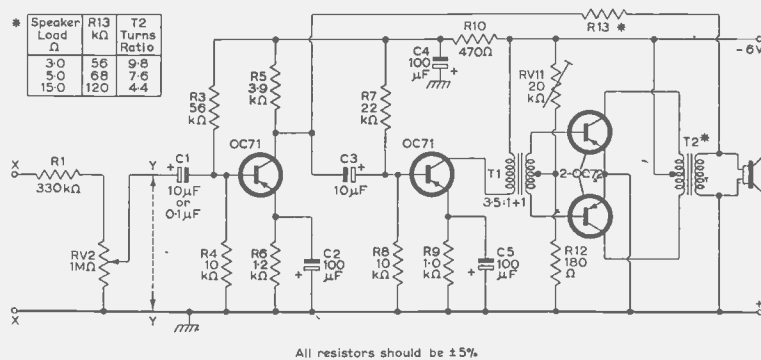 * Speaker Load Ω R13 kΩ T2 Turns Ratio
3·0 56 9·8
5·0 68 7·6
15·0 120 4·4
R13 *
R10
470Ω
C4
100
μF
+
−6V
R5
3·9
kΩ
R3
56
kΩ
R7
22
kΩ
RV11
20
kΩ
OC71
OC71
T2*
X
Y
R1
330kΩ
+
C1
10μF
or
0·1μF
C3
+
10μF
T1
3·5:1+1
2-OC72
RV2
1MΩ
R4
10
kΩ
R6
1·2
kΩ
+
C2
100
μF
R8
10
kΩ
R9
1·0
kΩ
+
C5
100
μF
R12
180
Ω
X
Y
+
All resistors should be ±5%